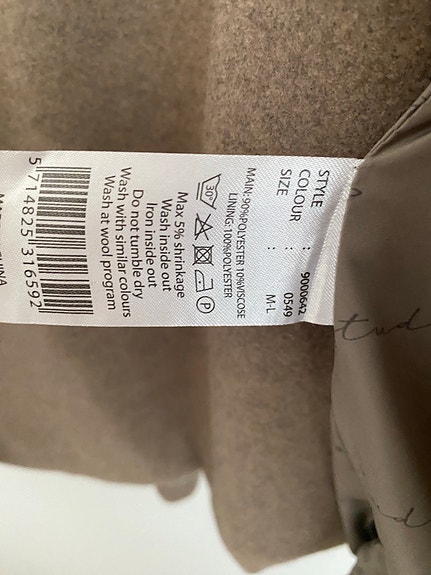 STYLE : 9000642
COLOUR : 0549
SIZE : M-L
MAIN: 90%POLYESTER 10%VISCOSE
LINING:100%POLYESTER
30° P
Max 5% shrinkage
Wash inside out
Iron inside out
Do not tumble dry
Wash with similar colours
Wash at wool program
5 714825 316592